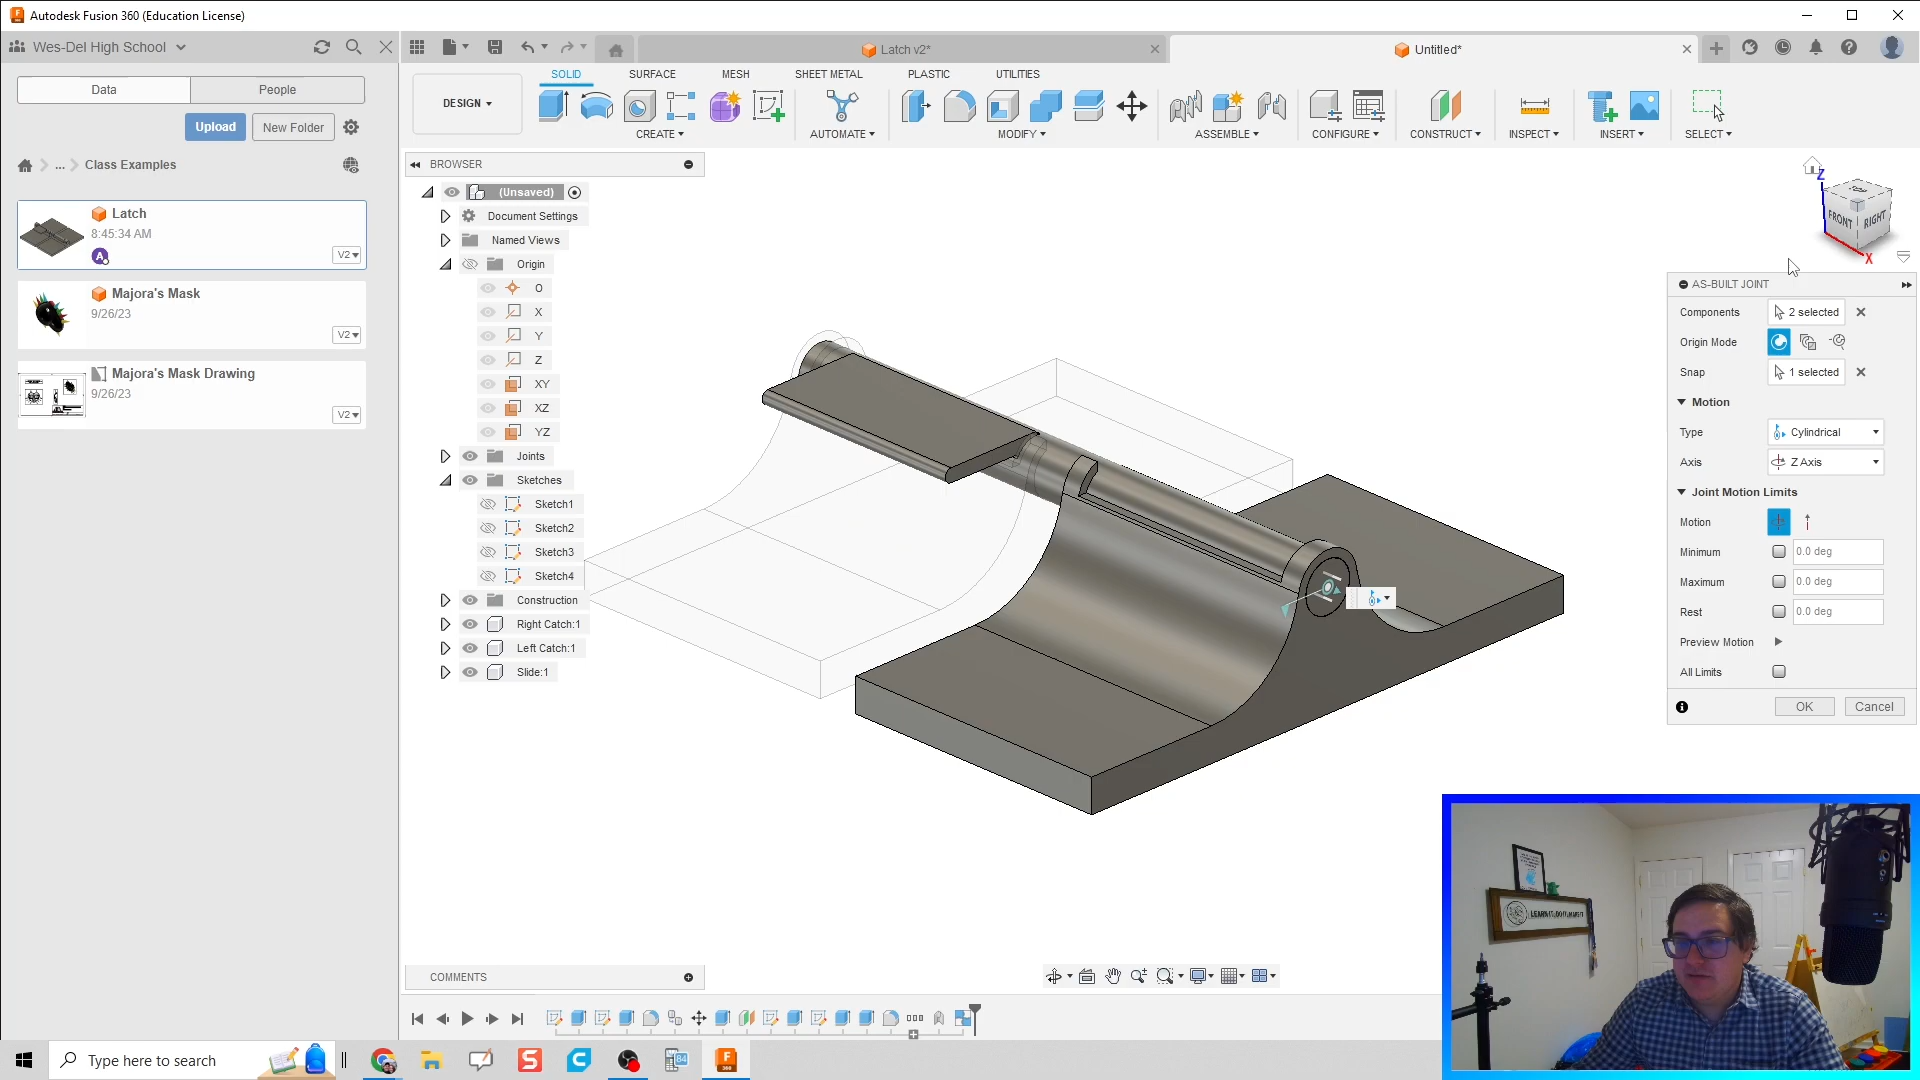 Autodesk Fusion 360 (Education License)
Wes-Del High School
Latch v2*
Untitled*
Data
People
Upload
New Folder
... Class Examples
Latch
8:45:34 AM
A
V2
Majora's Mask
9/26/23
V2
Majora's Mask Drawing
9/26/23
V2
DESIGN
SOLID
SURFACE
MESH
SHEET METAL
PLASTIC
UTILITIES
CREATE
AUTOMATE
MODIFY
ASSEMBLE
CONFIGURE
CONSTRUCT
INSPECT
INSERT
SELECT
BROWSER
(Unsaved)
Document Settings
Named Views
Origin
O
X
Y
Z
XY
XZ
YZ
Joints
Sketches
Sketch1
Sketch2
Sketch3
Sketch4
Construction
Right Catch:1
Left Catch:1
Slide:1
Z
FRONT
RIGHT
X
AS-BUILT JOINT
Components
2 selected
Origin Mode
Snap
1 selected
Motion
Type
Cylindrical
Axis
Z Axis
Joint Motion Limits
Motion
Minimum
0.0 deg
Maximum
0.0 deg
Rest
0.0 deg
Preview Motion
All Limits
OK
Cancel
COMMENTS
Type here to search
LEARN IT. DO IT. MAKE IT